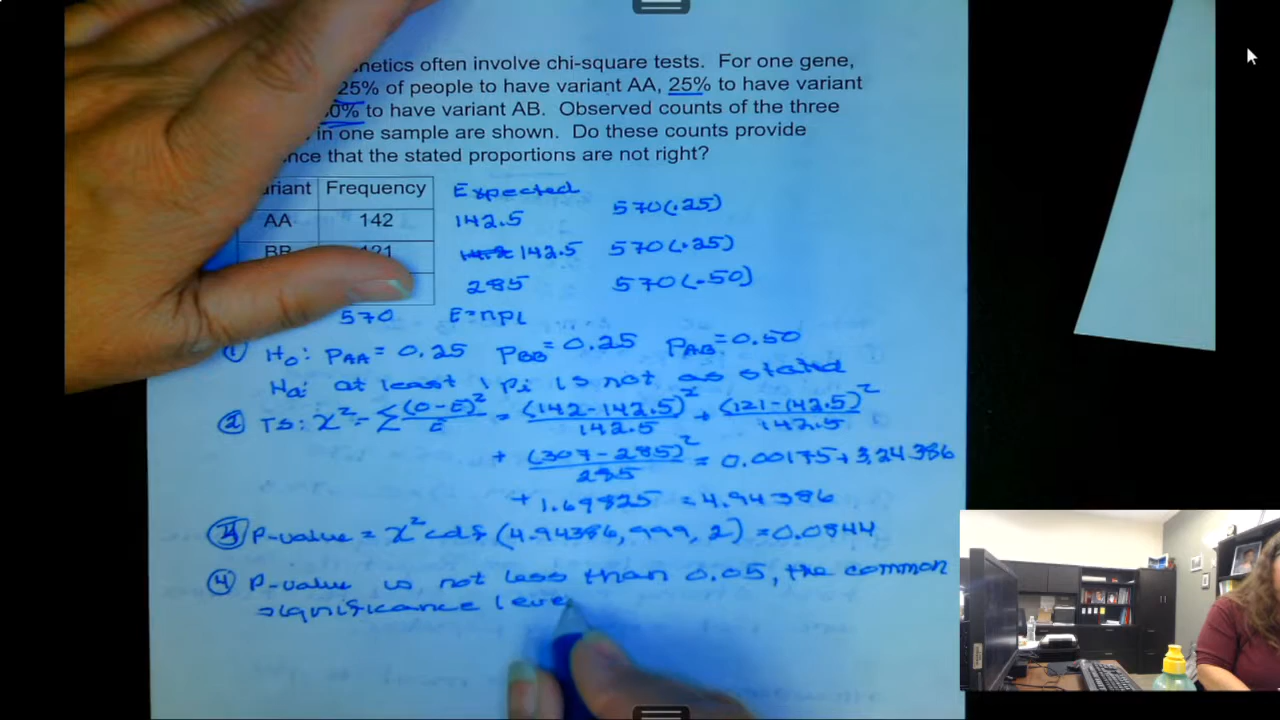 often involve chi-square tests. For one gene,
25% of people to have variant AA, 25% to have variant
to have variant AB. Observed counts of the three
in one sample are shown. Do these counts provide
that the stated proportions are not right?
Frequency Expected
AA 142 142.5 570(.25)
BB 121 142.5 570(.25)
285 570(.50)
570 E=npi
① H₀: pAA = 0.25 pBB = 0.25 pAB = 0.50
Ha: at least 1 pi is not as stated
② TS: χ² = Σ(O-E)²/E = (142-142.5)²/142.5 + (121-142.5)²/142.5
+ (307-285)²/285 = 0.00175 + 3.24386
+ 1.69825 = 4.94386
③ P-value = χ²cdf (4.94386, 999, 2) = 0.0844
④ P-value is not less than 0.05, the common
significance leve